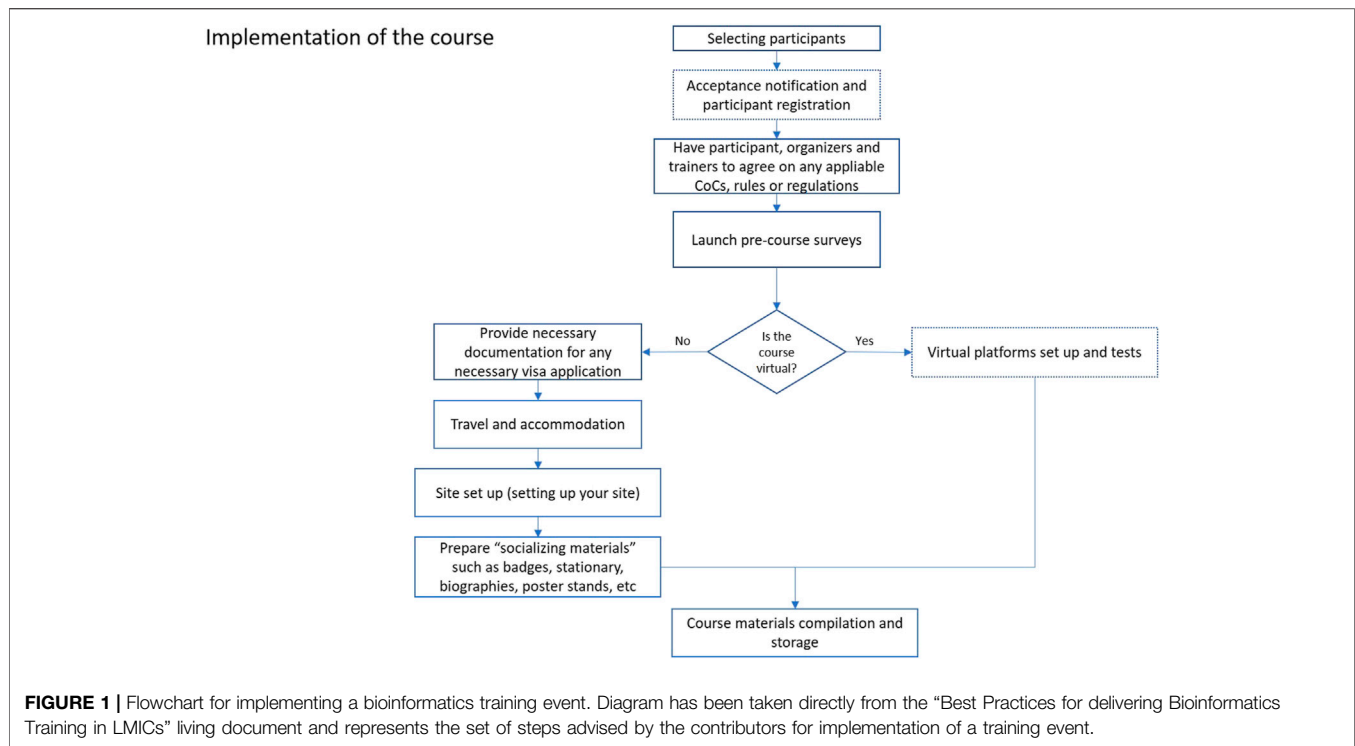 Implementation of the course
Selecting participants
Acceptance notification and
participant registration
Have participant, organizers and
trainers to agree on any appliable
CoCs, rules or regulations
Launch pre-course surveys
Is the
course
virtual?
No
Yes
Provide necessary
documentation for any
necessary visa application
Virtual platforms set up and tests
Travel and accommodation
Site set up (setting up your site)
Prepare “socializing materials”
such as badges, stationary,
biographies, poster stands, etc
Course materials compilation and
storage
FIGURE 1 | Flowchart for implementing a bioinformatics training event. Diagram has been taken directly from the “Best Practices for delivering Bioinformatics
Training in LMICs” living document and represents the set of steps advised by the contributors for implementation of a training event.